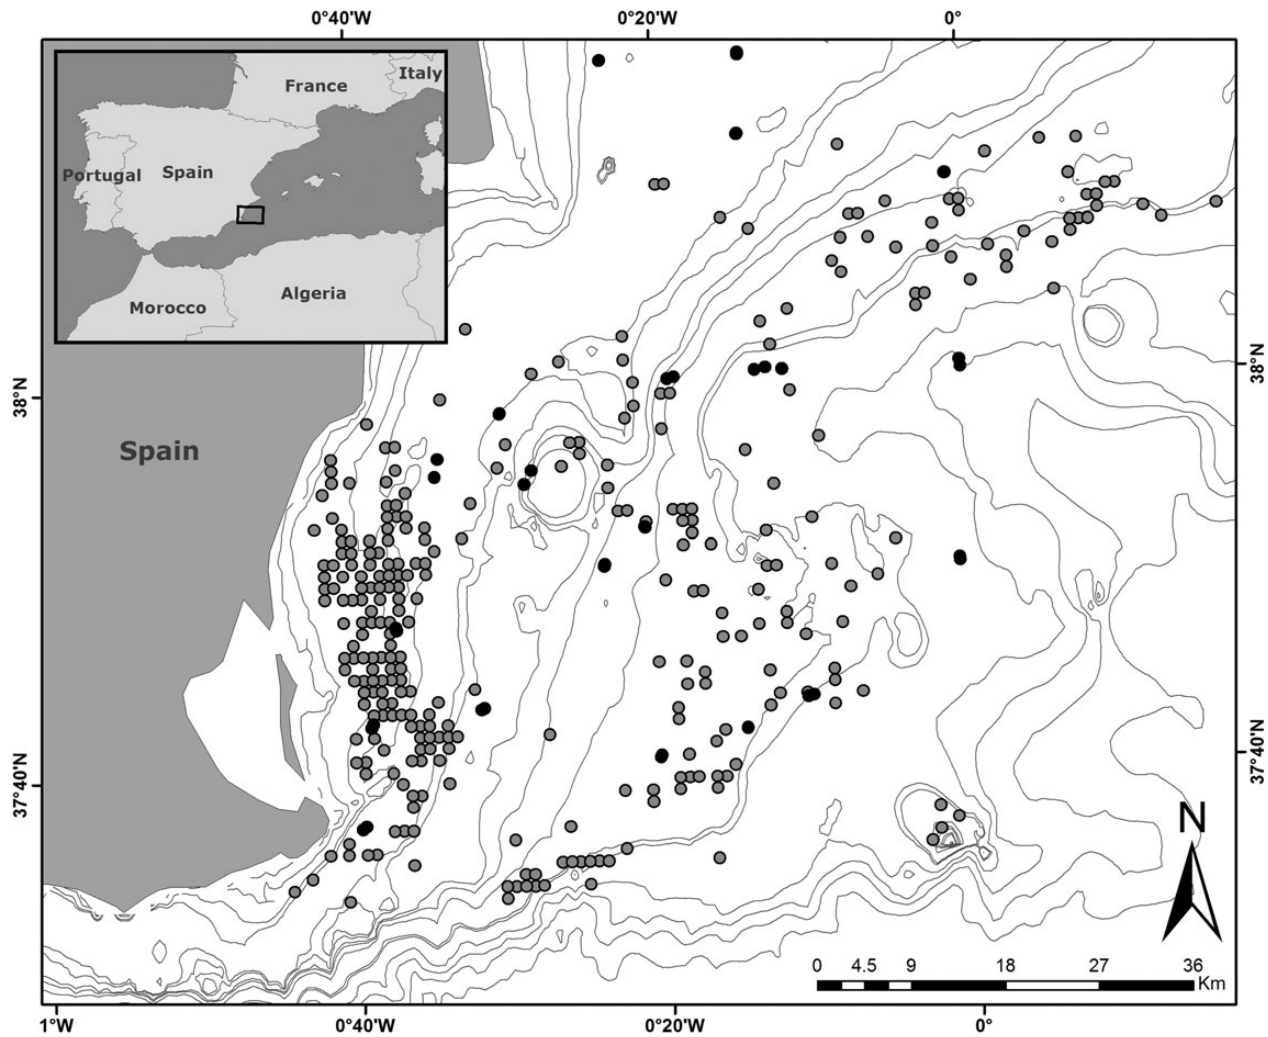 0°40'W 0°20'W 0°
France
Italy
Portugal
Spain
Morocco
Algeria
38°N
38°N
Spain
37°40'N
37°40'N
N
0 4.5 9 18 27 36
Km
1°W 0°40'W 0°20'W 0°